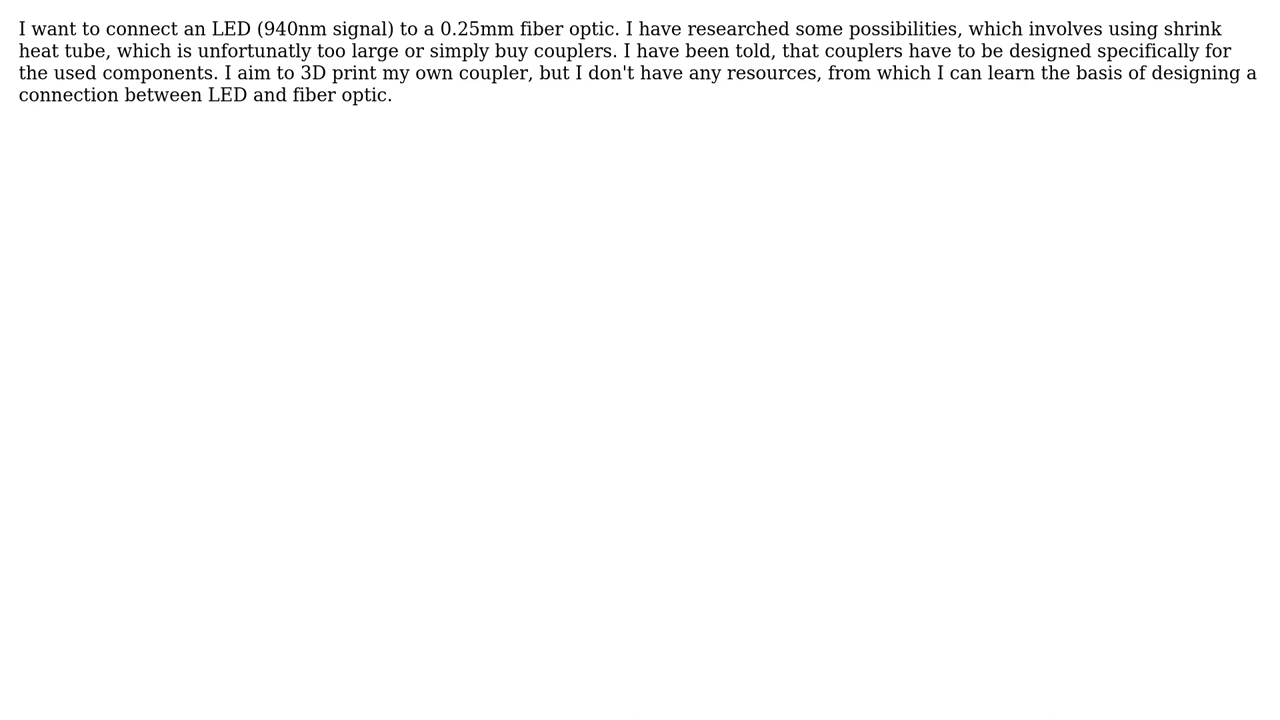 I want to connect an LED (940nm signal) to a 0.25mm fiber optic. I have researched some possibilities, which involves using shrink
heat tube, which is unfortunatly too large or simply buy couplers. I have been told, that couplers have to be designed specifically for
the used components. I aim to 3D print my own coupler, but I don't have any resources, from which I can learn the basis of designing a
connection between LED and fiber optic.